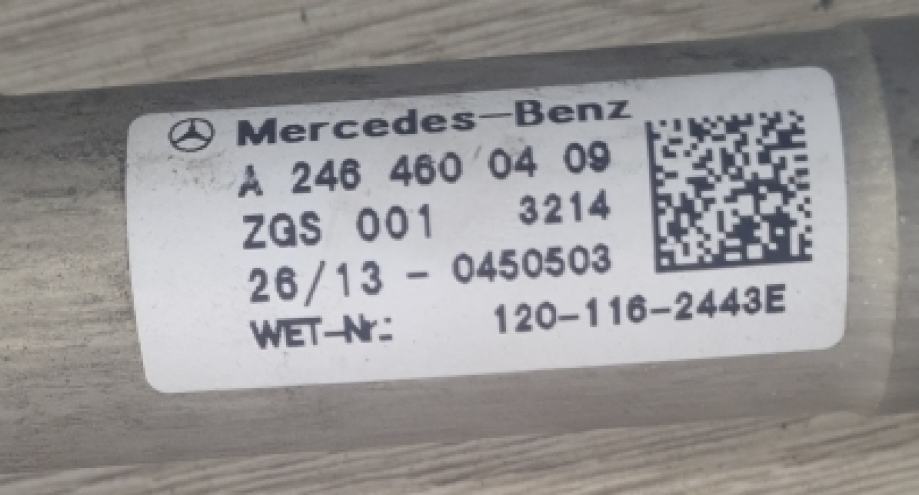 Mercedes-Benz
A 246 460 04 09
ZGS 001 3214
26/13 - 0450503
WET-Nr.: 120-116-2443E